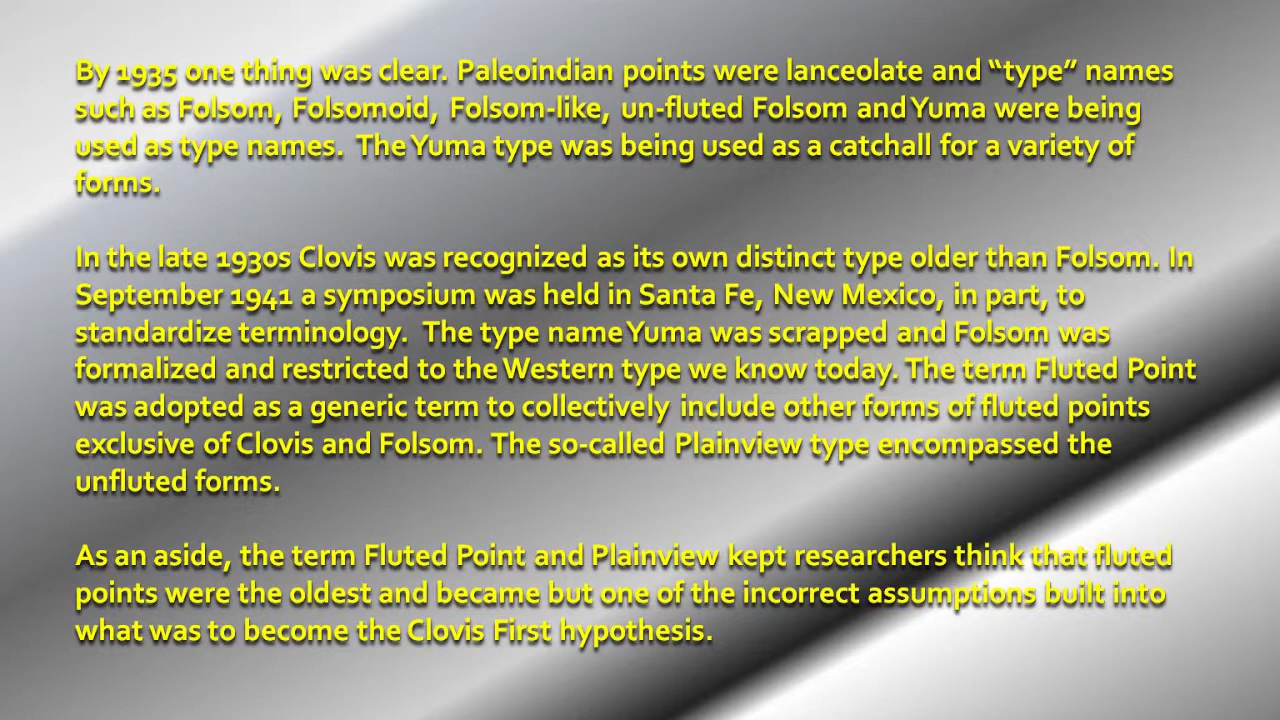 By 1935 one thing was clear. Paleoindian points were lanceolate and “type” names
such as Folsom, Folsomoid, Folsom-like, un-fluted Folsom and Yuma were being
used as type names. The Yuma type was being used as a catchall for a variety of
forms.
In the late 1930s Clovis was recognized as its own distinct type older than Folsom. In
September 1941 a symposium was held in Santa Fe, New Mexico, in part, to
standardize terminology. The type name Yuma was scrapped and Folsom was
formalized and restricted to the Western type we know today. The term Fluted Point
was adopted as a generic term to collectively include other forms of fluted points
exclusive of Clovis and Folsom. The so-called Plainview type encompassed the
unfluted forms.
As an aside, the term Fluted Point and Plainview kept researchers think that fluted
points were the oldest and became but one of the incorrect assumptions built into
what was to become the Clovis First hypothesis.